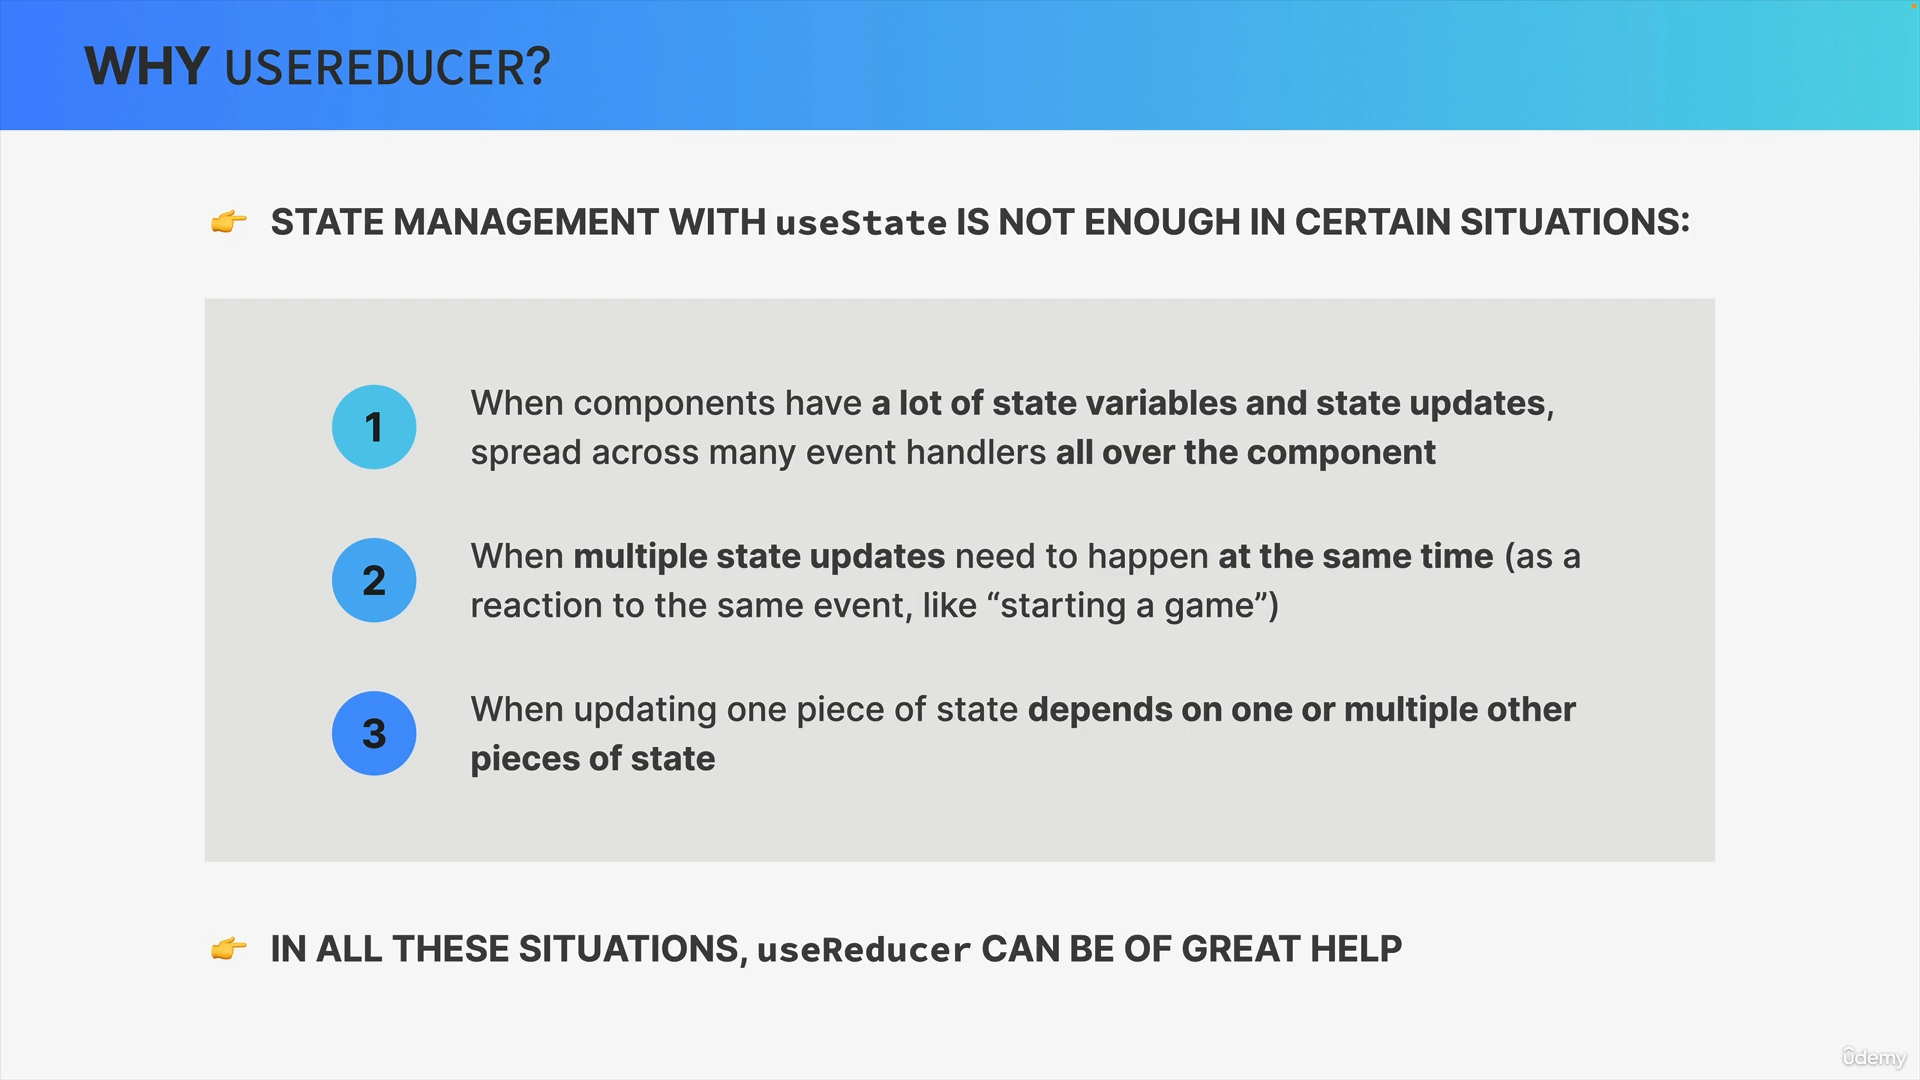 WHY USEREDUCER?
👉 STATE MANAGEMENT WITH useState IS NOT ENOUGH IN CERTAIN SITUATIONS:
1
When components have a lot of state variables and state updates,
spread across many event handlers all over the component
2
When multiple state updates need to happen at the same time (as a
reaction to the same event, like “starting a game”)
3
When updating one piece of state depends on one or multiple other
pieces of state
👉 IN ALL THESE SITUATIONS, useReducer CAN BE OF GREAT HELP
ûdemy